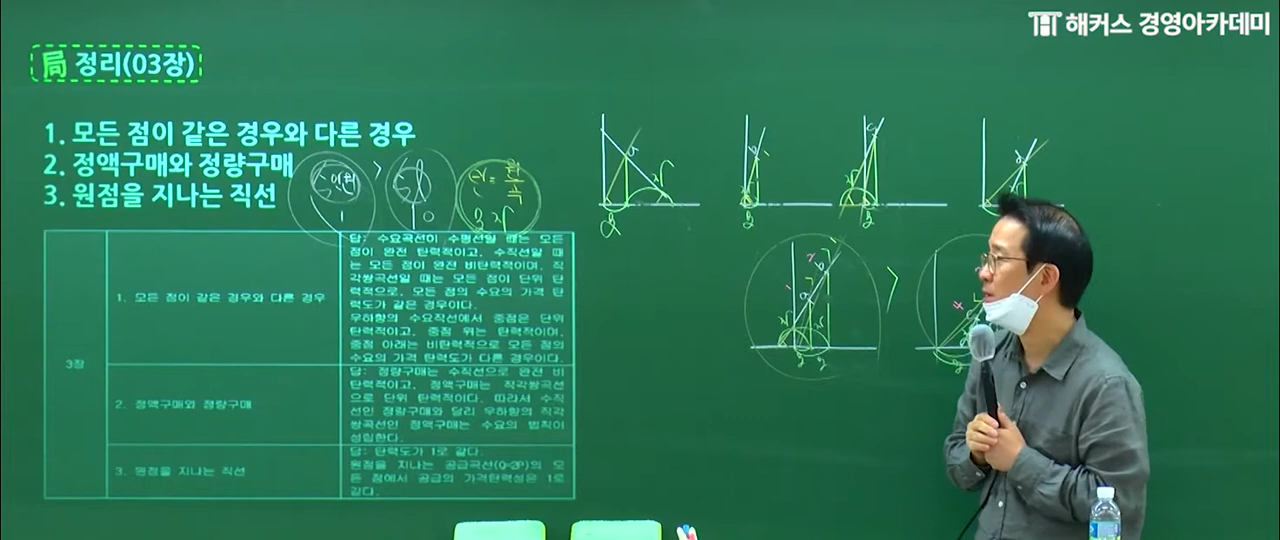 해커스 경영아카데미
局 정리(03장)
1. 모든 점이 같은 경우와 다른 경우
2. 정액구매와 정량구매
3. 원점을 지나는 직선
3장
1. 모든 점이 같은 경우와 다른 경우
답: 수요곡선이 수평선일 때는 모든
점이 완전 탄력적이고, 수직선일 때
는 모든 점이 완전 비탄력적이며, 직
각쌍곡선일 때는 모든 점이 단위 탄
력적으로, 모든 점의 수요의 가격 탄
력도가 같은 경우이다.
우하향의 수요직선에서 중점은 단위
탄력적이고, 중점 위는 탄력적이며,
중점 아래는 비탄력적으로 모든 점의
수요의 가격 탄력도가 다른 경우이다.
2. 정액구매와 정량구매
답: 정량구매는 수직선으로 완전 비
탄력적이고, 정액구매는 직각쌍곡선
으로 단위 탄력적이다. 따라서 수직
선인 정량구매와 달리 우하향의 직각
쌍곡선인 정액구매는 수요의 법칙이
성립한다.
3. 원점을 지나는 직선
답: 탄력도가 1로 같다.
원점을 지나는 공급곡선(Q=2P)의 모
든 점에서 공급의 가격탄력성은 1로
같다.